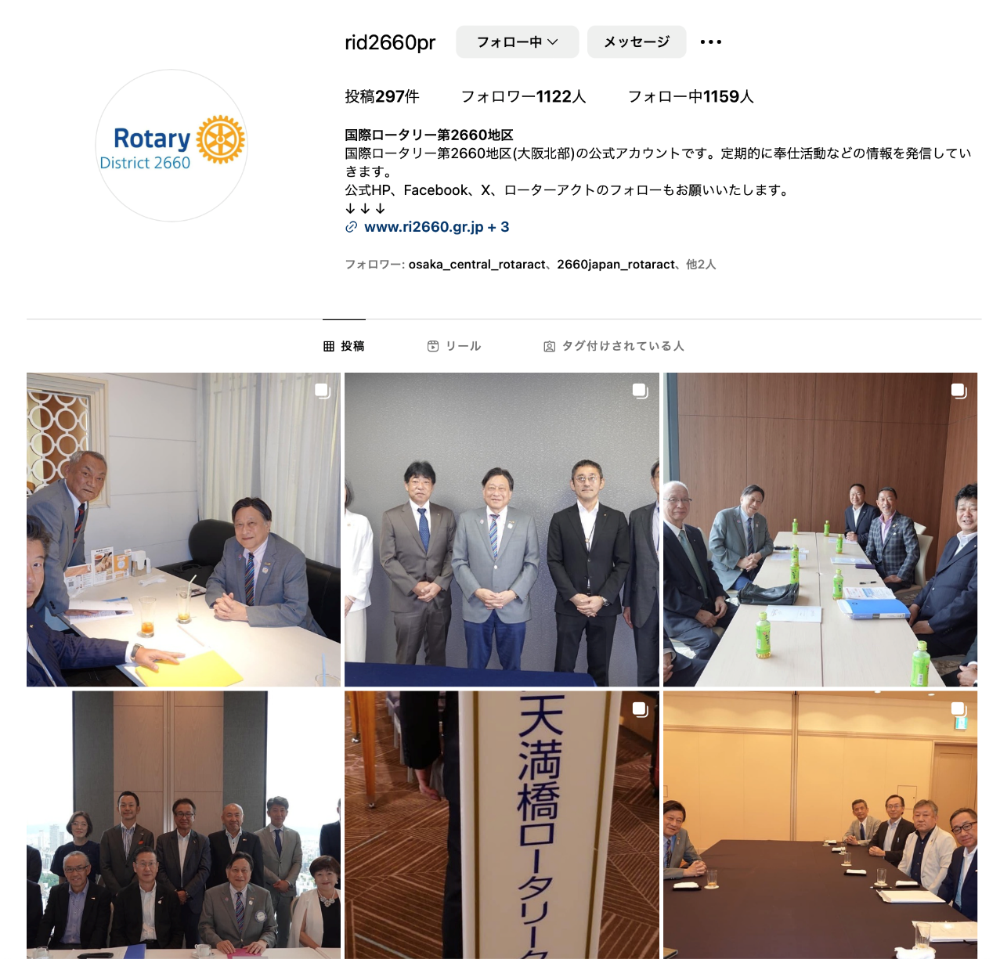 rid2660pr フォロー中 メッセージ
投稿297件 フォロワー1122人 フォロー中1159人
Rotary
District 2660
国際ロータリー第2660地区
国際ロータリー第2660地区(大阪北部)の公式アカウントです。定期的に奉仕活動などの情報を発信してい
きます。
公式HP、Facebook、X、ローターアクトのフォローもお願いいたします。
↓ ↓ ↓
www.ri2660.gr.jp + 3
フォロワー: osaka_central_rotaract、2660japan_rotaract、他2人
投稿 リール タグ付けされている人
天満橋ロータリーク